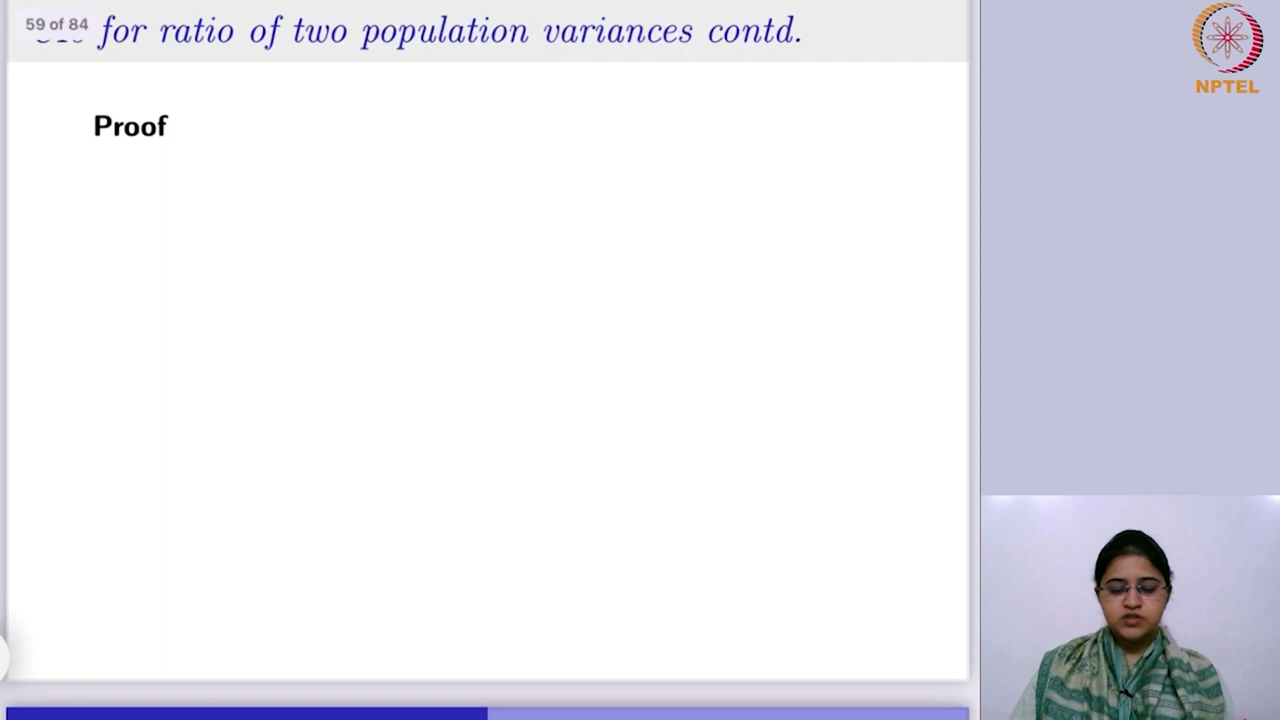 59 of 84
for ratio of two population variances contd.
NPTEL
Proof